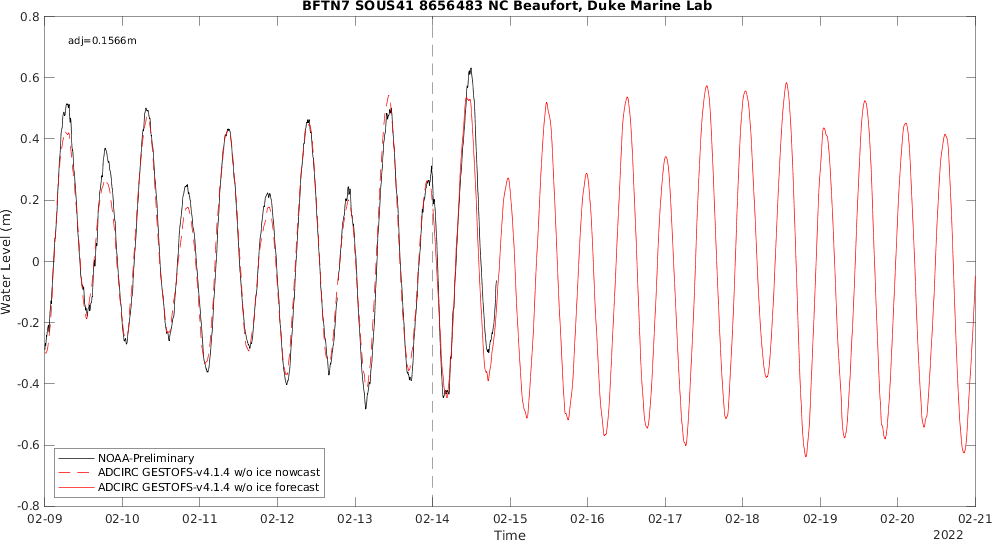 BFTN7 SOUS41 8656483 NC Beaufort, Duke Marine Lab
adj=0.1566m
0.8
0.6
0.4
0.2
0
-0.2
-0.4
-0.6
-0.8
Water Level (m)
NOAA-Preliminary
ADCIRC GESTOFS-v4.1.4 w/o ice nowcast
ADCIRC GESTOFS-v4.1.4 w/o ice forecast
02-09 02-10 02-11 02-12 02-13 02-14 02-15 02-16 02-17 02-18 02-19 02-20 02-21
Time
2022